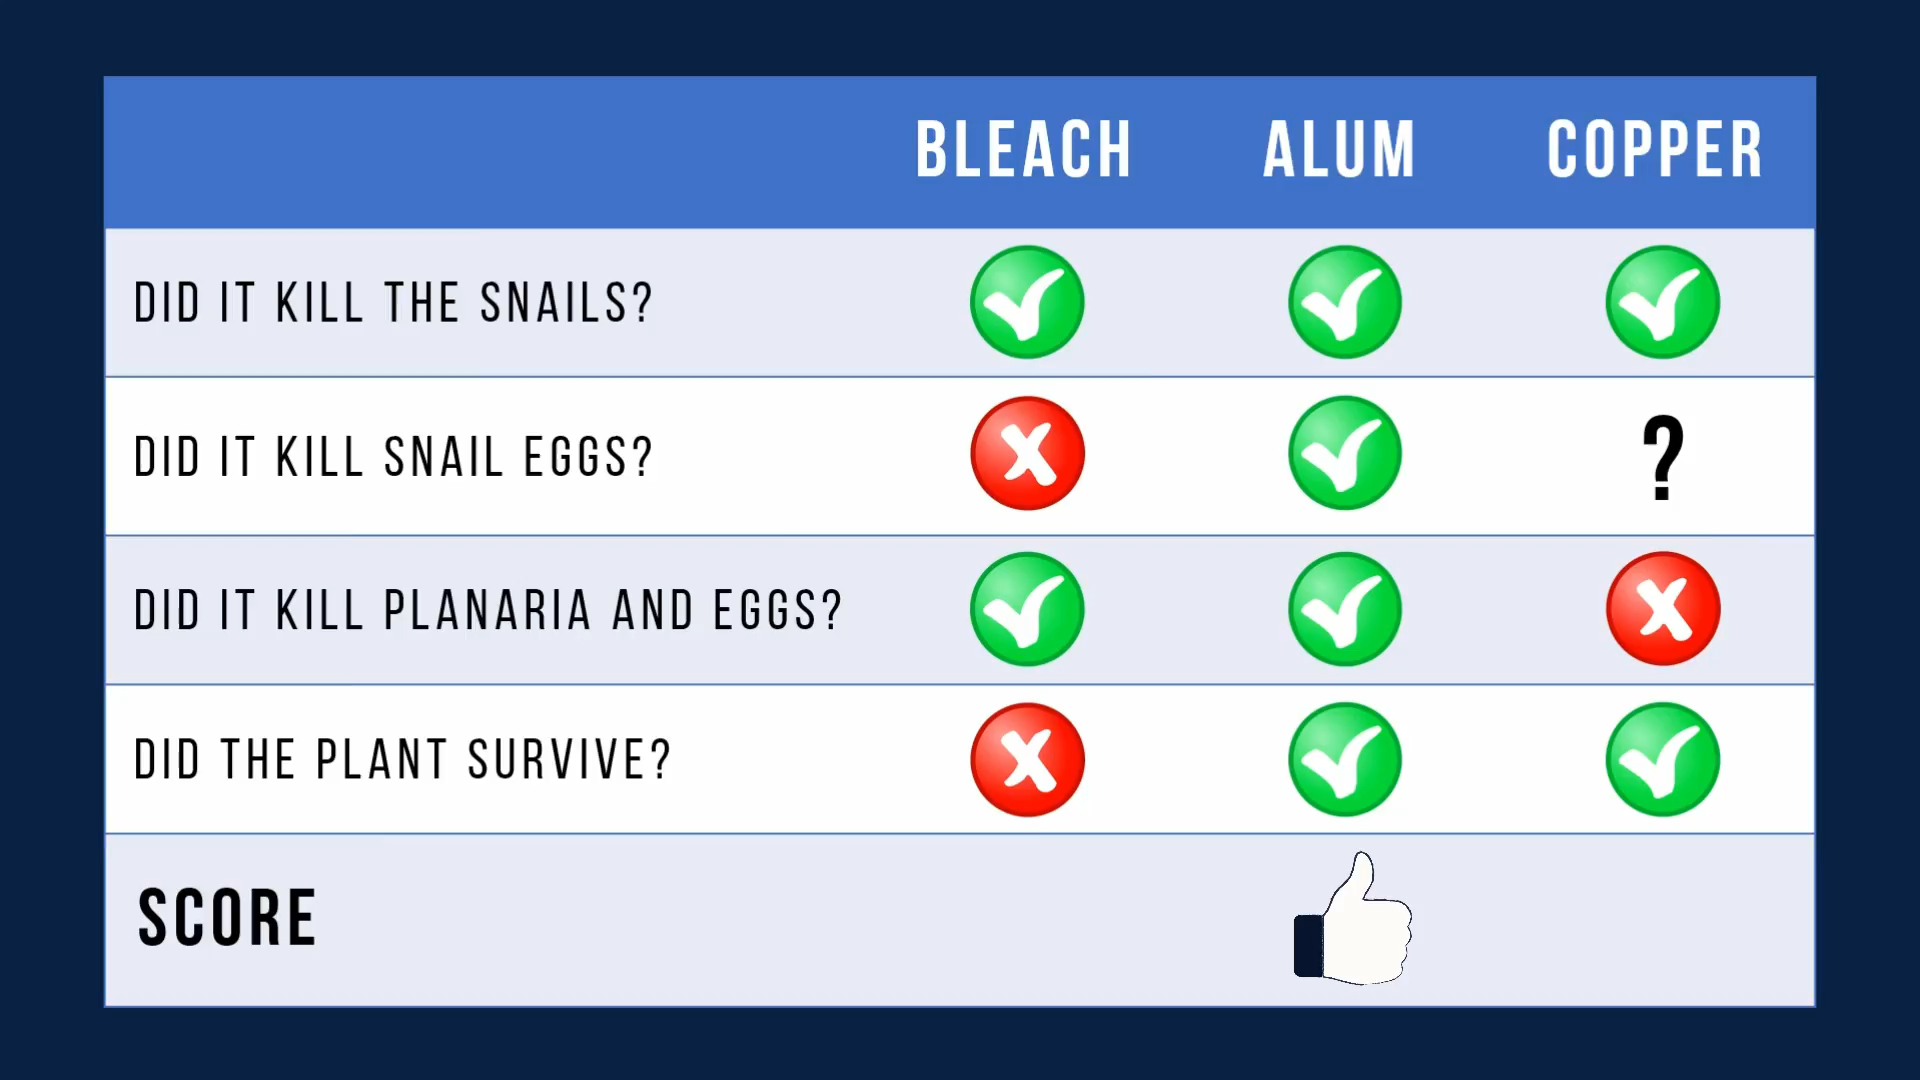 BLEACH ALUM COPPER
DID IT KILL THE SNAILS?
DID IT KILL SNAIL EGGS? ?
DID IT KILL PLANARIA AND EGGS?
DID THE PLANT SURVIVE?
SCORE